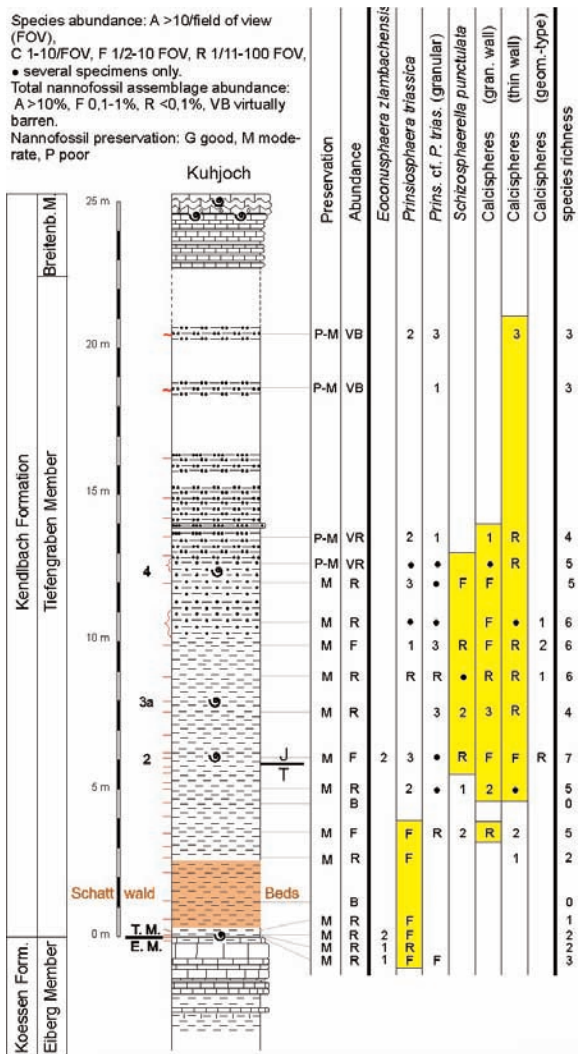 Species abundance: A >10/field of view
(FOV),
C 1-10/FOV, F 1/2-10 FOV, R 1/11-100 FOV,
• several specimens only.
Total nannofossil assemblage abundance:
A >10%, F 0,1-1%, R <0,1%, VB virtually
barren.
Nannofossil preservation: G good, M mode-
rate, P poor
Kuhjoch
Preservation
Abundance
Eoconusphaera zlambachensis
Prinsiosphaera triassica
Prins. cf. P. trias. (granular)
Schizosphaerella punctulata
Calcispheres (gran. wall)
Calcispheres (thin wall)
Calcispheres (geom.-type)
species richness
Breitenb. M.
Kendlbach Formation
Tiefengraben Member
Koessen Form.
Eiberg Member
25 m
20 m
15 m
10 m
5 m
0 m
4
3a
2
J
T
Schattwald Beds
T. M.
E. M.
P-M VB 2 3 3 3
P-M VB 1 3
P-M VR 2 1 1 R 4
P-M VR • • • R 5
M R 3 • F F 5
M R • • F • 1 6
M F 1 3 R F R 2 6
M R R R • R R 1 6
M R 3 2 3 R 4
M F 2 3 • R F F R 7
M R 2 • 1 2 • 5
B 0
M F F R 2 R 2 5
M R F 1 2
B 0
M R F 1
M R 2 F 2
M R 1 R 2
M R 1 F F 3